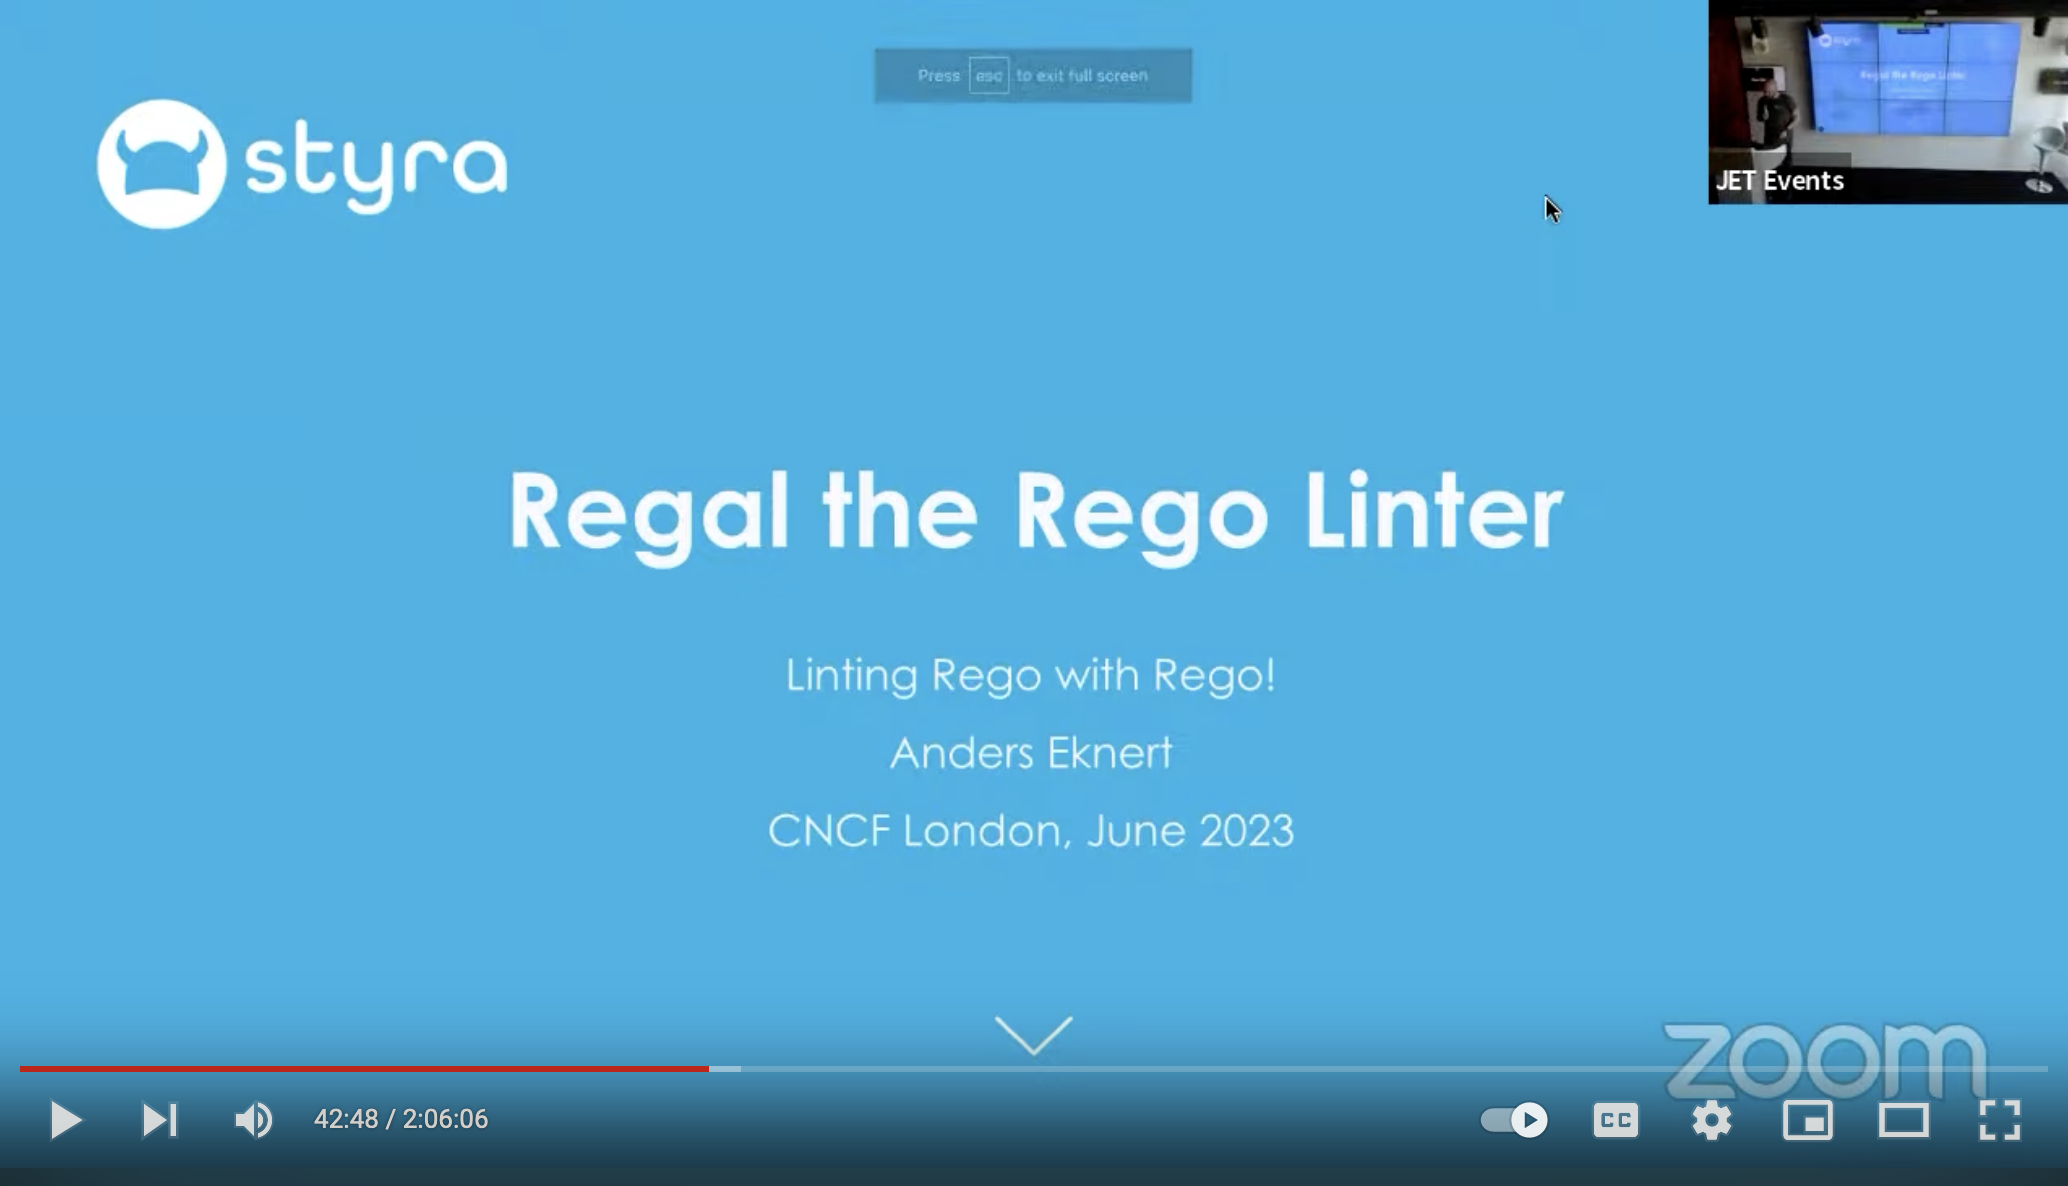 Press esc to exit full screen
styra
JET Events
Regal the Rego Linter
Linting Rego with Rego!
Anders Eknert
CNCF London, June 2023
zoom
42:48 / 2:06:06
CC